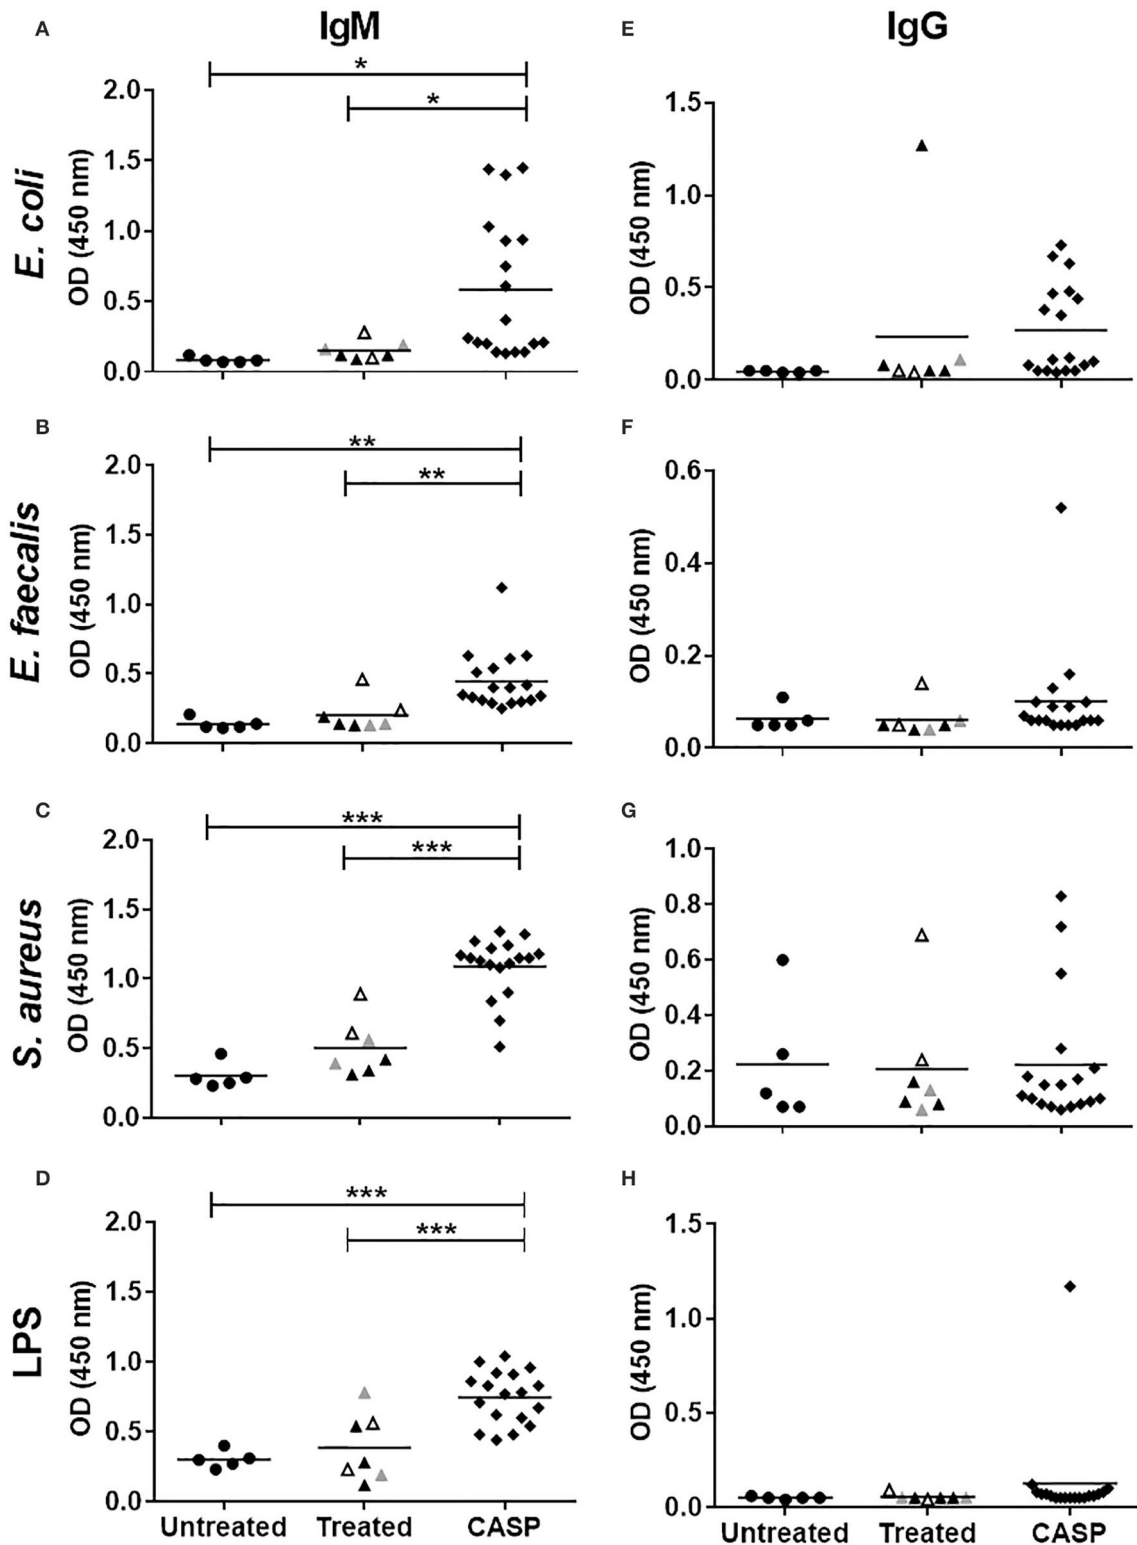 A
IgM
*
*
E. coli
OD (450 nm)
2.0
1.5
1.0
0.5
0.0
E
IgG
OD (450 nm)
1.5
1.0
0.5
0.0
B
**
**
E. faecalis
OD (450 nm)
2.0
1.5
1.0
0.5
0.0
F
OD (450 nm)
0.6
0.4
0.2
0.0
C
***
***
S. aureus
OD (450 nm)
2.0
1.5
1.0
0.5
0.0
G
OD (450 nm)
1.0
0.8
0.6
0.4
0.2
0.0
D
***
***
LPS
OD (450 nm)
2.0
1.5
1.0
0.5
0.0
Untreated Treated CASP
H
OD (450 nm)
1.5
1.0
0.5
0.0
Untreated Treated CASP